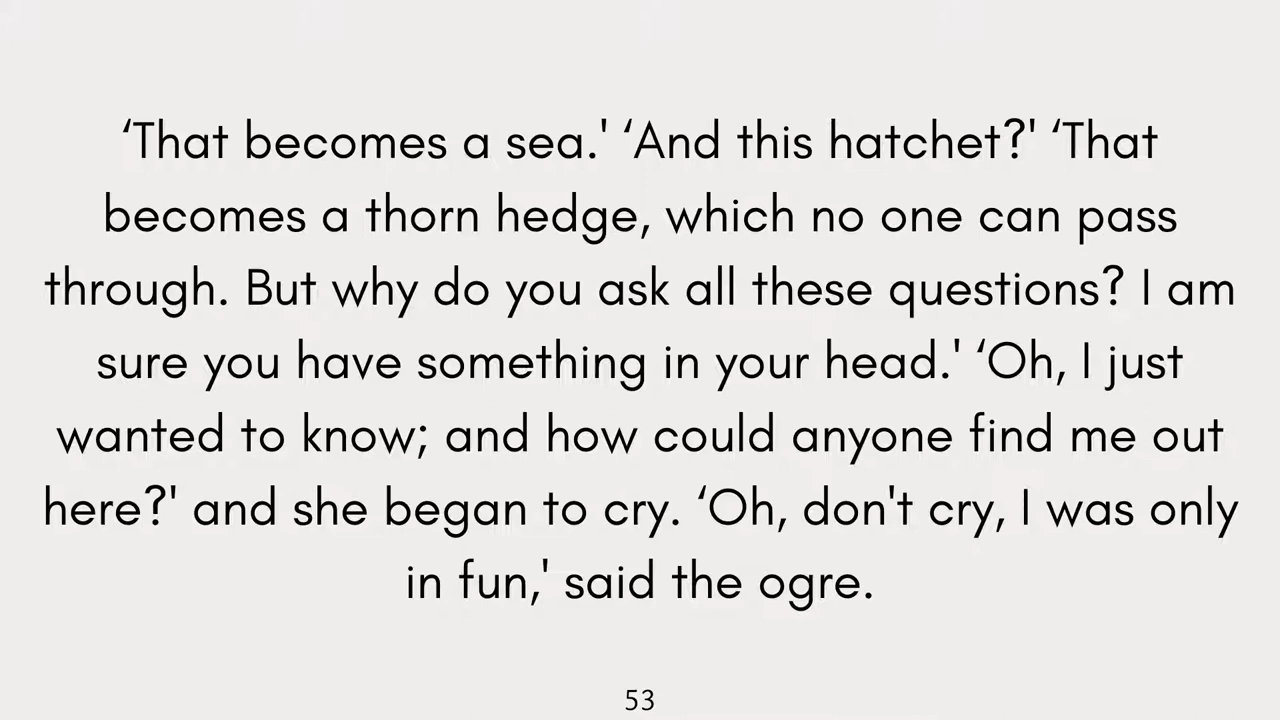 ‘That becomes a sea.' ‘And this hatchet?' ‘That
becomes a thorn hedge, which no one can pass
through. But why do you ask all these questions? I am
sure you have something in your head.' ‘Oh, I just
wanted to know; and how could anyone find me out
here?' and she began to cry. ‘Oh, don't cry, I was only
in fun,' said the ogre.
53